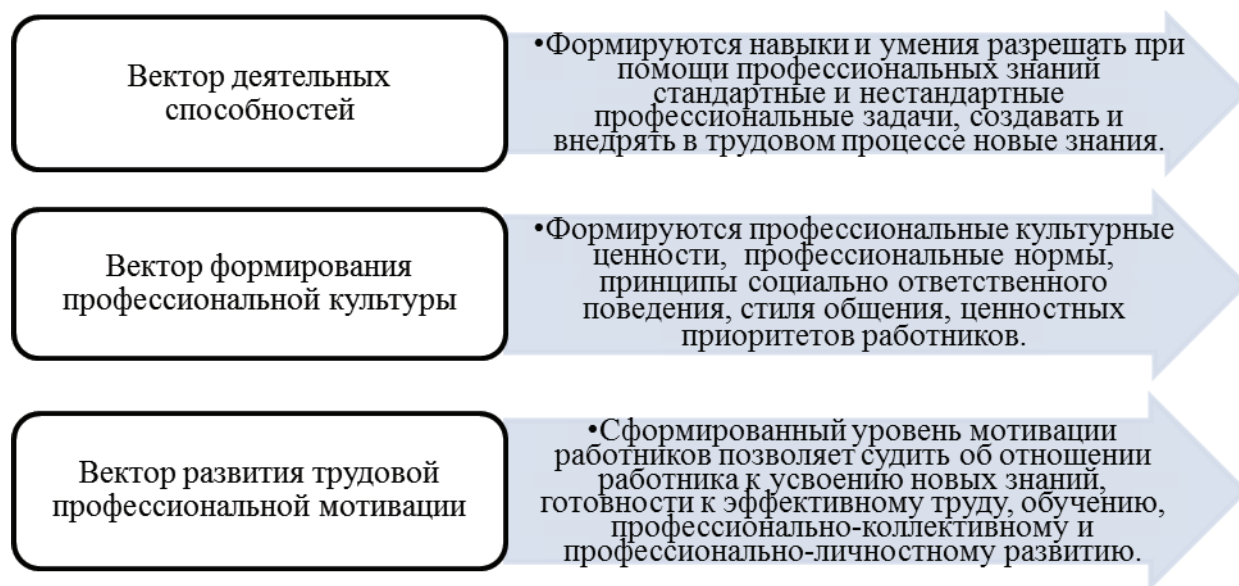 Вектор деятельных
способностей
•Формируются навыки и умения разрешать при
помощи профессиональных знаний
стандартные и нестандартные
профессиональные задачи, создавать и
внедрять в трудовом процессе новые знания.
Вектор формирования
профессиональной культуры
•Формируются профессиональные культурные
ценности, профессиональные нормы,
принципы социально ответственного
поведения, стиля общения, ценностных
приоритетов работников.
Вектор развития трудовой
профессиональной мотивации
•Сформированный уровень мотивации
работников позволяет судить об отношении
работника к усвоению новых знаний,
готовности к эффективному труду, обучению,
профессионально-коллективному и
профессионально-личностному развитию.